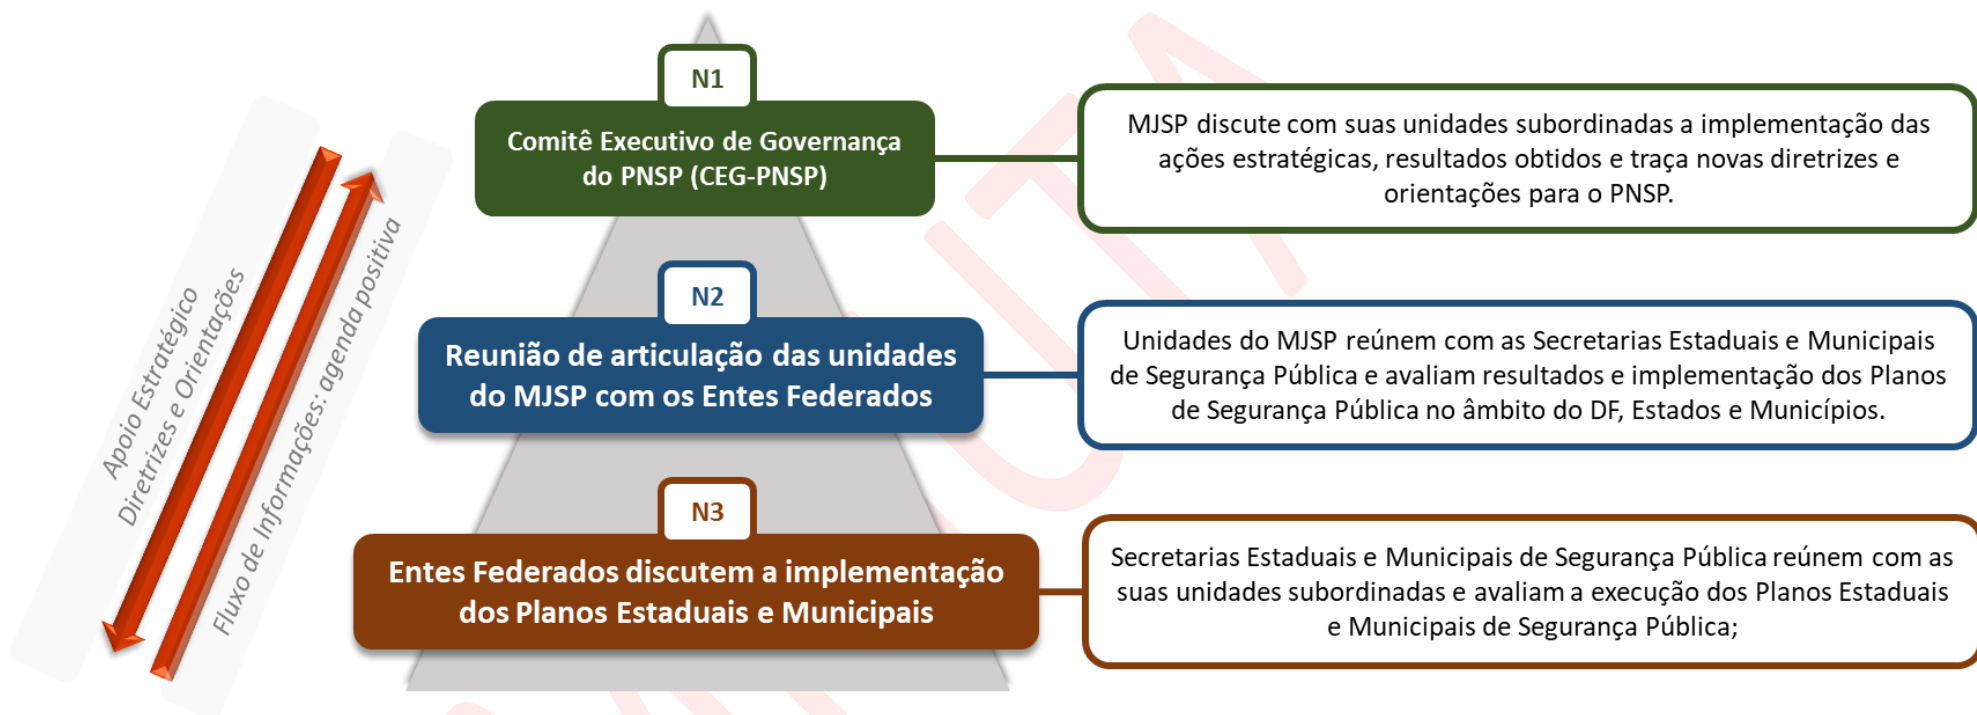 N1
Comitê Executivo de Governança
do PNSP (CEG-PNSP)
MJSP discute com suas unidades subordinadas a implementação das
ações estratégicas, resultados obtidos e traça novas diretrizes e
orientações para o PNSP.
Apoio Estratégico
Diretrizes e Orientações
Fluxo de Informações: agenda positiva
N2
Reunião de articulação das unidades
do MJSP com os Entes Federados
Unidades do MJSP reúnem com as Secretarias Estaduais e Municipais
de Segurança Pública e avaliam resultados e implementação dos Planos
de Segurança Pública no âmbito do DF, Estados e Municípios.
N3
Entes Federados discutem a implementação
dos Planos Estaduais e Municipais
Secretarias Estaduais e Municipais de Segurança Pública reúnem com as
suas unidades subordinadas e avaliam a execução dos Planos Estaduais
e Municipais de Segurança Pública;